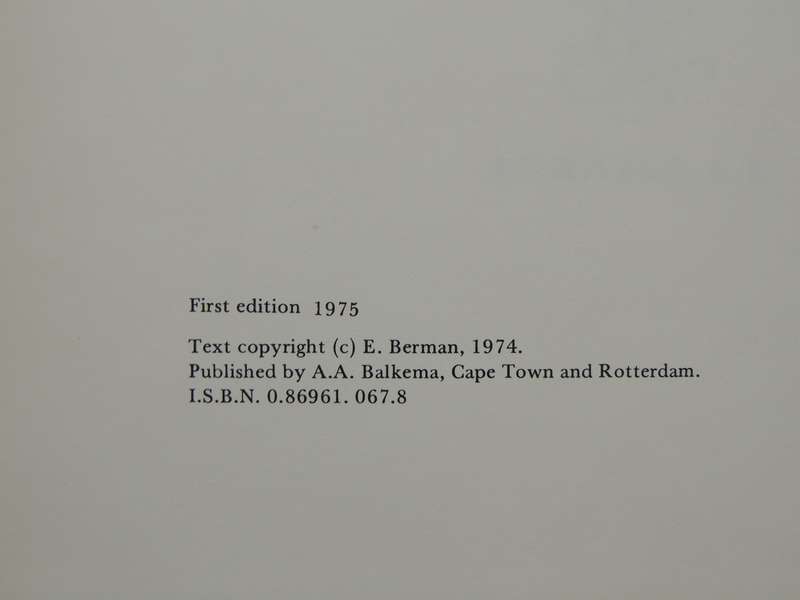 First edition 1975
Text copyright (c) E. Berman, 1974.
Published by A.A. Balkema, Cape Town and Rotterdam.
I.S.B.N. 0.86961. 067.8